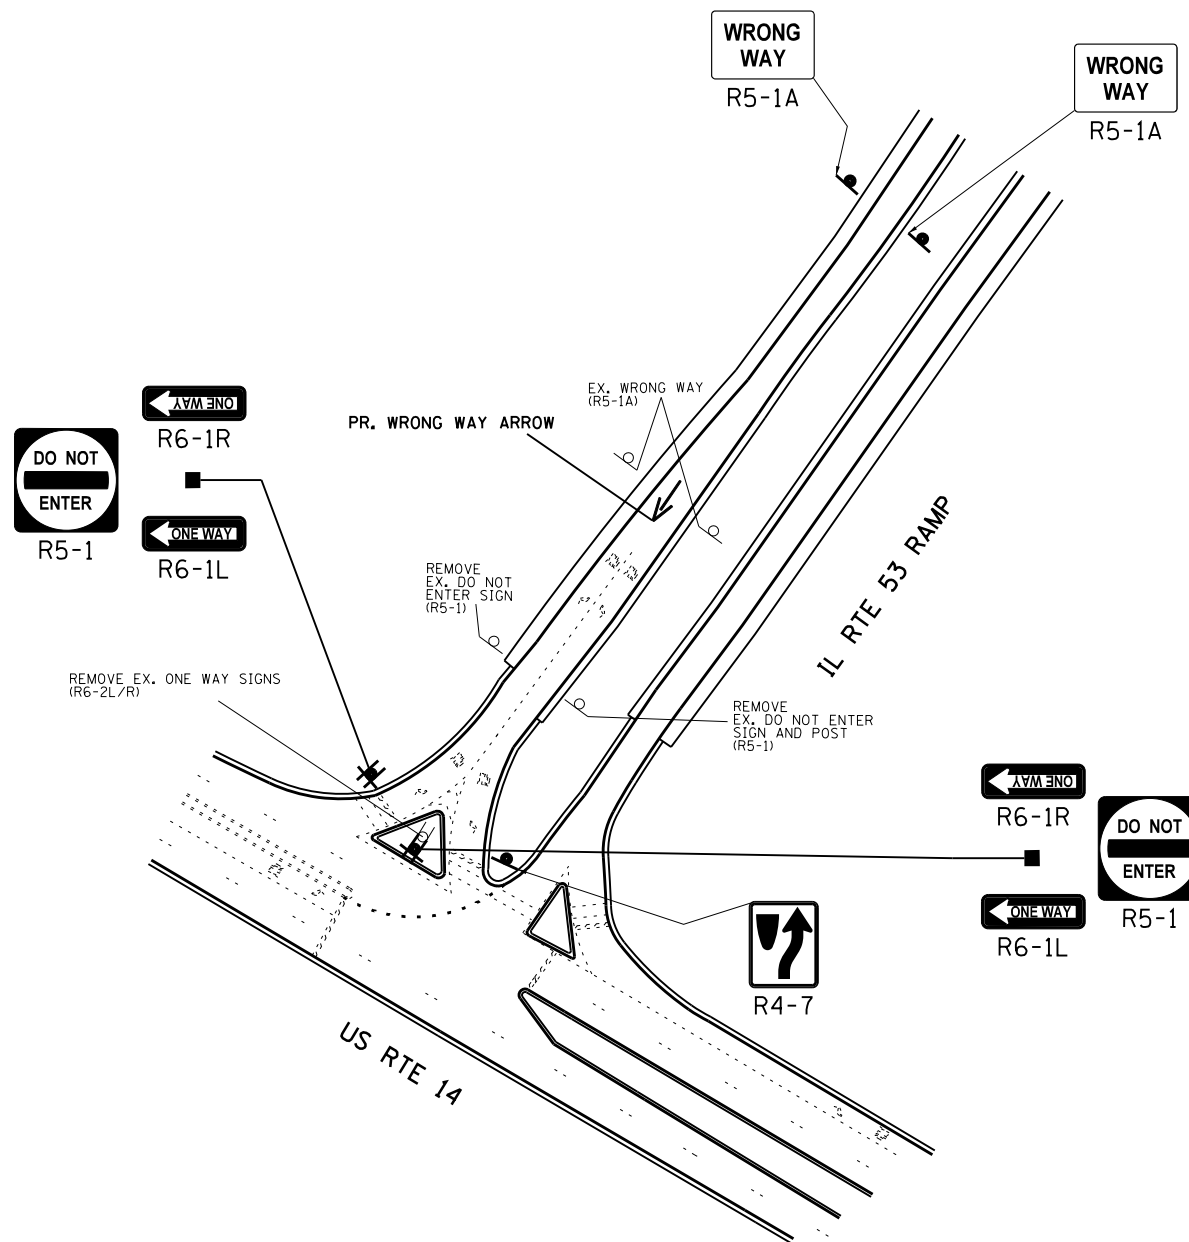 WRONG
WAY
R5-1A
WRONG
WAY
R5-1A
EX. WRONG WAY
(R5-1A)
PR. WRONG WAY ARROW
ONE WAY
R6-1R
DO NOT
ENTER
R5-1
ONE WAY
R6-1L
REMOVE
EX. DO NOT
ENTER SIGN
(R5-1)
IL RTE 53 RAMP
REMOVE EX. ONE WAY SIGNS
(R6-2L/R)
REMOVE
EX. DO NOT ENTER
SIGN AND POST
(R5-1)
ONE WAY
R6-1R
DO NOT
ENTER
R5-1
ONE WAY
R6-1L
R4-7
US RTE 14